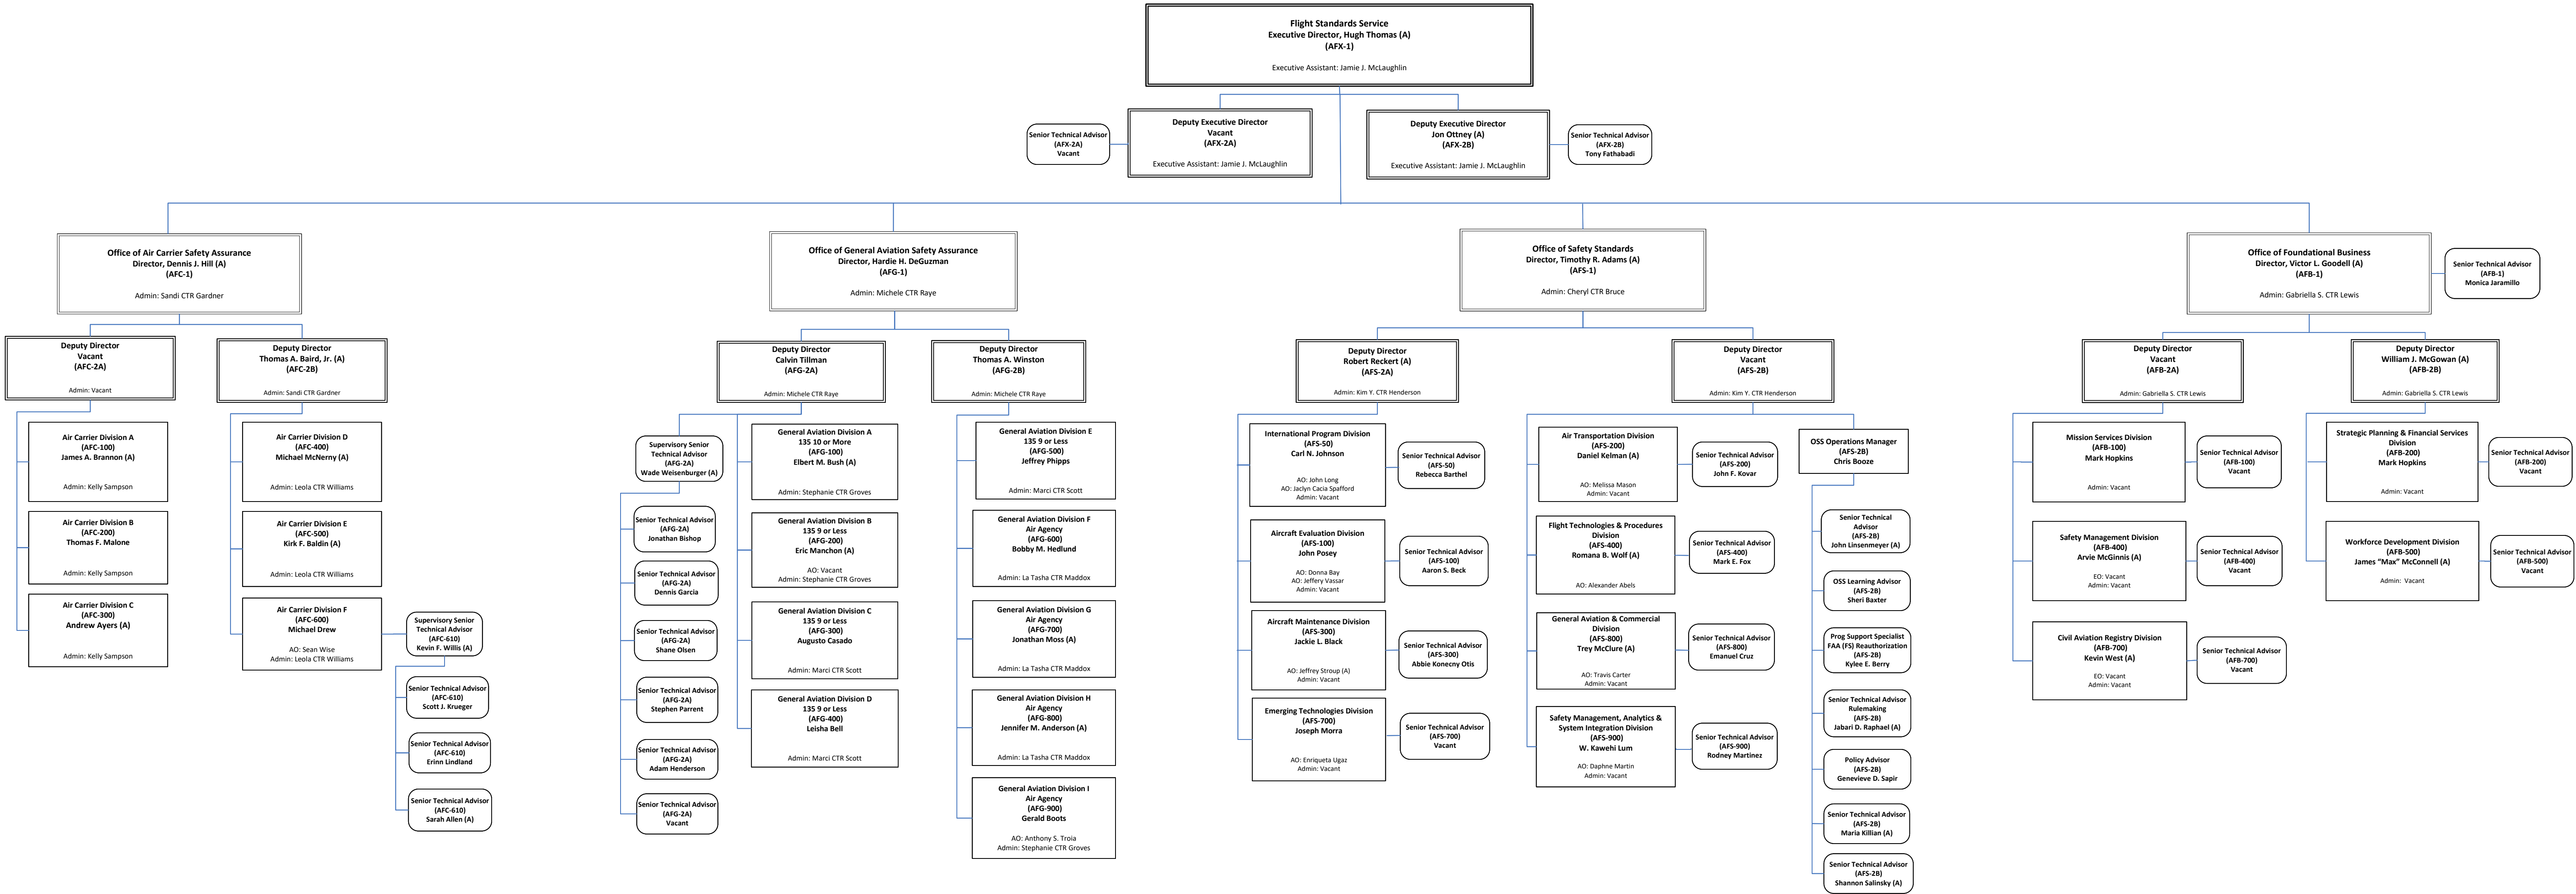 Flight Standards Service
Executive Director, Hugh Thomas (A)
(AFX-1)
Executive Assistant: Jamie J. McLaughlin
Senior Technical Advisor
(AFX-2A)
Vacant
Deputy Executive Director
Vacant
(AFX-2A)
Executive Assistant: Jamie J. McLaughlin
Deputy Executive Director
Jon Ottney (A)
(AFX-2B)
Executive Assistant: Jamie J. McLaughlin
Senior Technical Advisor
(AFX-2B)
Tony Fathabadi
Office of Air Carrier Safety Assurance
Director, Dennis J. Hill (A)
(AFC-1)
Admin: Sandi CTR Gardner
Deputy Director
Vacant
(AFC-2A)
Admin: Vacant
Air Carrier Division A
(AFC-100)
James A. Brannon (A)
Admin: Kelly Sampson
Air Carrier Division B
(AFC-200)
Thomas F. Malone
Admin: Kelly Sampson
Air Carrier Division C
(AFC-300)
Andrew Ayers (A)
Admin: Kelly Sampson
Deputy Director
Thomas A. Baird, Jr. (A)
(AFC-2B)
Admin: Sandi CTR Gardner
Air Carrier Division D
(AFC-400)
Michael McNerny (A)
Admin: Leola CTR Williams
Air Carrier Division E
(AFC-500)
Kirk F. Baldin (A)
Admin: Leola CTR Williams
Air Carrier Division F
(AFC-600)
Michael Drew
AO: Sean Wise
Admin: Leola CTR Williams
Supervisory Senior
Technical Advisor
(AFC-610)
Kevin F. Willis (A)
Senior Technical Advisor
(AFC-610)
Scott J. Krueger
Senior Technical Advisor
(AFC-610)
Erinn Lindland
Senior Technical Advisor
(AFC-610)
Sarah Allen (A)
Office of General Aviation Safety Assurance
Director, Hardie H. DeGuzman
(AFG-1)
Admin: Michele CTR Raye
Deputy Director
Calvin Tillman
(AFG-2A)
Admin: Michele CTR Raye
Supervisory Senior
Technical Advisor
(AFG-2A)
Wade Weisenburger (A)
Senior Technical Advisor
(AFG-2A)
Jonathan Bishop
Senior Technical Advisor
(AFG-2A)
Dennis Garcia
Senior Technical Advisor
(AFG-2A)
Shane Olsen
Senior Technical Advisor
(AFG-2A)
Stephen Parrent
Senior Technical Advisor
(AFG-2A)
Adam Henderson
Senior Technical Advisor
(AFG-2A)
Vacant
General Aviation Division A
135 10 or More
(AFG-100)
Elbert M. Bush (A)
Admin: Stephanie CTR Groves
General Aviation Division B
135 9 or Less
(AFG-200)
Eric Manchon (A)
AO: Vacant
Admin: Stephanie CTR Groves
General Aviation Division C
135 9 or Less
(AFG-300)
Augusto Casado
Admin: Marci CTR Scott
General Aviation Division D
135 9 or Less
(AFG-400)
Leisha Bell
Admin: Marci CTR Scott
Deputy Director
Thomas A. Winston
(AFG-2B)
Admin: Michele CTR Raye
General Aviation Division E
135 9 or Less
(AFG-500)
Jeffrey Phipps
Admin: Marci CTR Scott
General Aviation Division F
Air Agency
(AFG-600)
Bobby M. Hedlund
Admin: La Tasha CTR Maddox
General Aviation Division G
Air Agency
(AFG-700)
Jonathan Moss (A)
Admin: La Tasha CTR Maddox
General Aviation Division H
Air Agency
(AFG-800)
Jennifer M. Anderson (A)
Admin: La Tasha CTR Maddox
General Aviation Division I
Air Agency
(AFG-900)
Gerald Boots
AO: Anthony S. Troia
Admin: Stephanie CTR Groves
Office of Safety Standards
Director, Timothy R. Adams (A)
(AFS-1)
Admin: Cheryl CTR Bruce
Deputy Director
Robert Reckert (A)
(AFS-2A)
Admin: Kim Y. CTR Henderson
International Program Division
(AFS-50)
Carl N. Johnson
AO: John Long
AO: Jaclyn Cacia Spafford
Admin: Vacant
Senior Technical Advisor
(AFS-50)
Rebecca Barthel
Aircraft Evaluation Division
(AFS-100)
John Posey
AO: Donna Bay
AO: Jeffery Vassar
Admin: Vacant
Senior Technical Advisor
(AFS-100)
Aaron S. Beck
Aircraft Maintenance Division
(AFS-300)
Jackie L. Black
AO: Jeffrey Stroup (A)
Admin: Vacant
Senior Technical Advisor
(AFS-300)
Abbie Konecny Otis
Emerging Technologies Division
(AFS-700)
Joseph Morra
AO: Enriqueta Ugaz
Admin: Vacant
Senior Technical Advisor
(AFS-700)
Vacant
Deputy Director
Vacant
(AFS-2B)
Admin: Kim Y. CTR Henderson
Air Transportation Division
(AFS-200)
Daniel Kelman (A)
AO: Melissa Mason
Admin: Vacant
Senior Technical Advisor
(AFS-200)
John F. Kovar
Flight Technologies & Procedures
Division
(AFS-400)
Romana B. Wolf (A)
AO: Alexander Abels
Senior Technical Advisor
(AFS-400)
Mark E. Fox
General Aviation & Commercial
Division
(AFS-800)
Trey McClure (A)
AO: Travis Carter
Admin: Vacant
Senior Technical Advisor
(AFS-800)
Emanuel Cruz
Safety Management, Analytics &
System Integration Division
(AFS-900)
W. Kawehi Lum
AO: Daphne Martin
Admin: Vacant
Senior Technical Advisor
(AFS-900)
Rodney Martinez
OSS Operations Manager
(AFS-2B)
Chris Booze
Senior Technical
Advisor
(AFS-2B)
John Linsenmeyer (A)
OSS Learning Advisor
(AFS-2B)
Sheri Baxter
Prog Support Specialist
FAA (FS) Reauthorization
(AFS-2B)
Kylee E. Berry
Senior Technical Advisor
Rulemaking
(AFS-2B)
Jabari D. Raphael (A)
Policy Advisor
(AFS-2B)
Genevieve D. Sapir
Senior Technical Advisor
(AFS-2B)
Maria Killian (A)
Senior Technical Advisor
(AFS-2B)
Shannon Salinsky (A)
Office of Foundational Business
Director, Victor L. Goodell (A)
(AFB-1)
Admin: Gabriella S. CTR Lewis
Senior Technical Advisor
(AFB-1)
Monica Jaramillo
Deputy Director
Vacant
(AFB-2A)
Admin: Gabriella S. CTR Lewis
Mission Services Division
(AFB-100)
Mark Hopkins
Admin: Vacant
Senior Technical Advisor
(AFB-100)
Vacant
Safety Management Division
(AFB-400)
Arvie McGinnis (A)
EO: Vacant
Admin: Vacant
Senior Technical Advisor
(AFB-400)
Vacant
Civil Aviation Registry Division
(AFB-700)
Kevin West (A)
EO: Vacant
Admin: Vacant
Senior Technical Advisor
(AFB-700)
Vacant
Deputy Director
William J. McGowan (A)
(AFB-2B)
Admin: Gabriella S. CTR Lewis
Strategic Planning & Financial Services
Division
(AFB-200)
Mark Hopkins
Admin: Vacant
Senior Technical Advisor
(AFB-200)
Vacant
Workforce Development Division
(AFB-500)
James “Max” McConnell (A)
Admin: Vacant
Senior Technical Advisor
(AFB-500)
Vacant